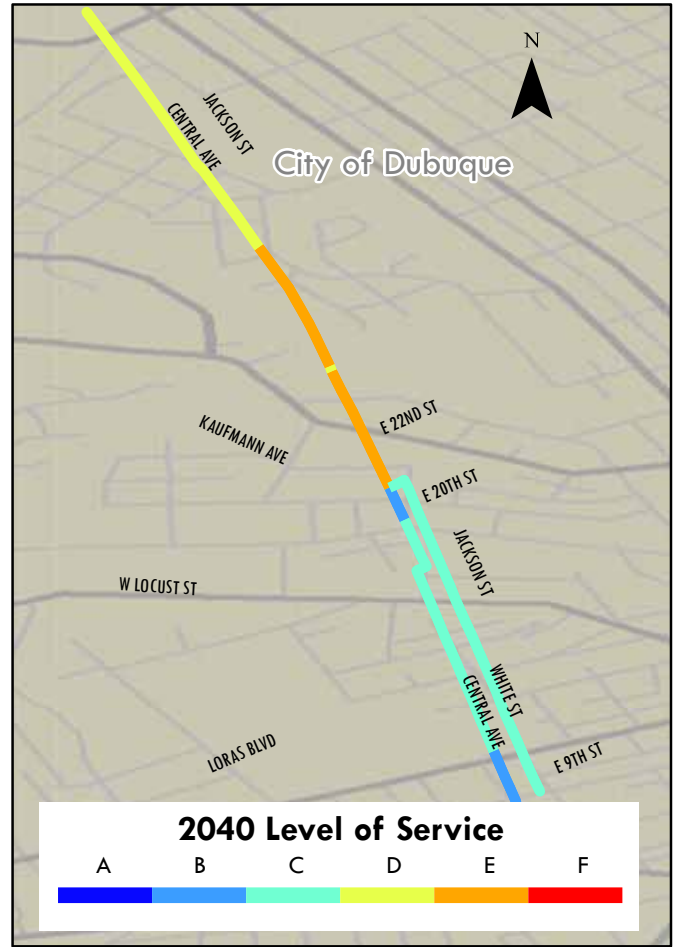 N
JACKSON ST
CENTRAL AVE
City of Dubuque
E 22ND ST
KAUFMANN AVE
E 20TH ST
JACKSON ST
W LOCUST ST
WHITE ST
CENTRAL AVE
LORAS BLVD
E 9TH ST
2040 Level of Service
A B C D E F